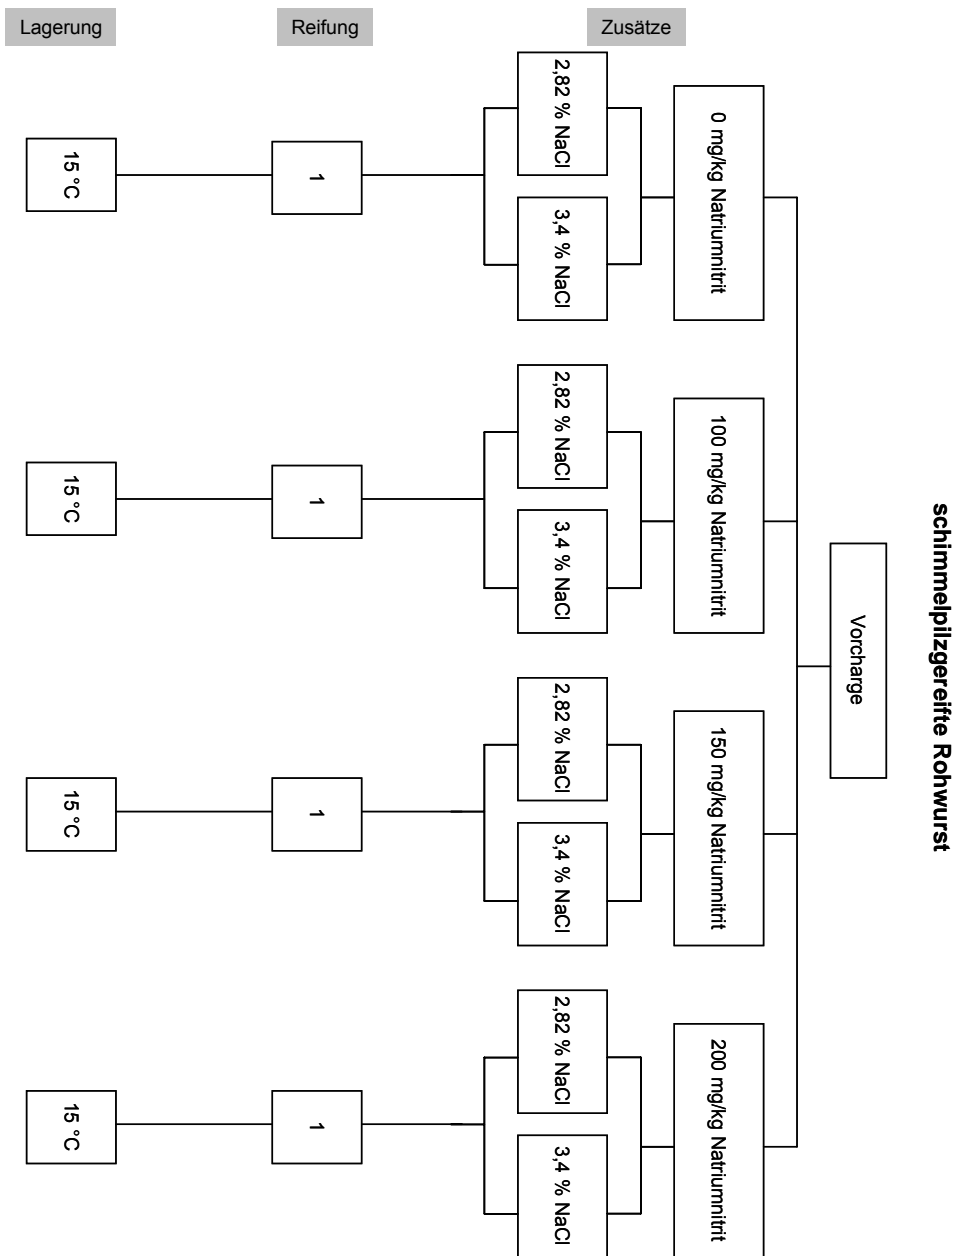 schimmelpilzgereifte Rohwurst
Vorcharge
Zusätze
0 mg/kg Natriumnitrit
100 mg/kg Natriumnitrit
150 mg/kg Natriumnitrit
200 mg/kg Natriumnitrit
2,82 % NaCl
3,4 % NaCl
2,82 % NaCl
3,4 % NaCl
2,82 % NaCl
3,4 % NaCl
2,82 % NaCl
3,4 % NaCl
Reifung
1
1
1
1
Lagerung
15 °C
15 °C
15 °C
15 °C